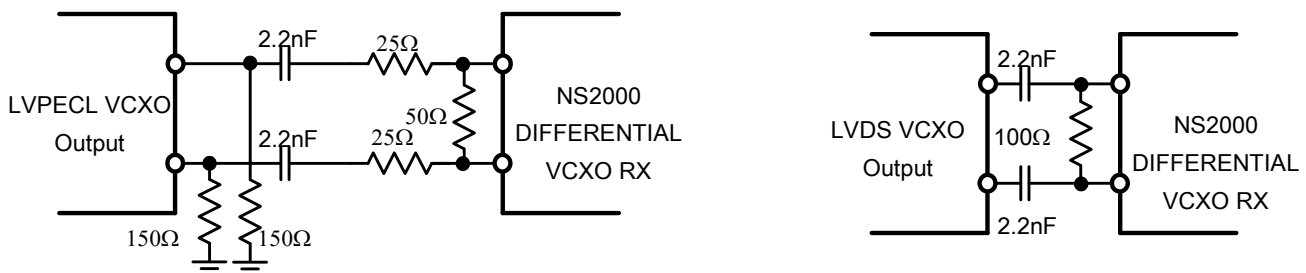 2.2nF
25Ω
LVPECL VCXO
Output
50Ω
NS2000
DIFFERENTIAL
VCXO RX
2.2nF
25Ω
150Ω
150Ω
2.2nF
LVDS VCXO
Output
100Ω
NS2000
DIFFERENTIAL
VCXO RX
2.2nF